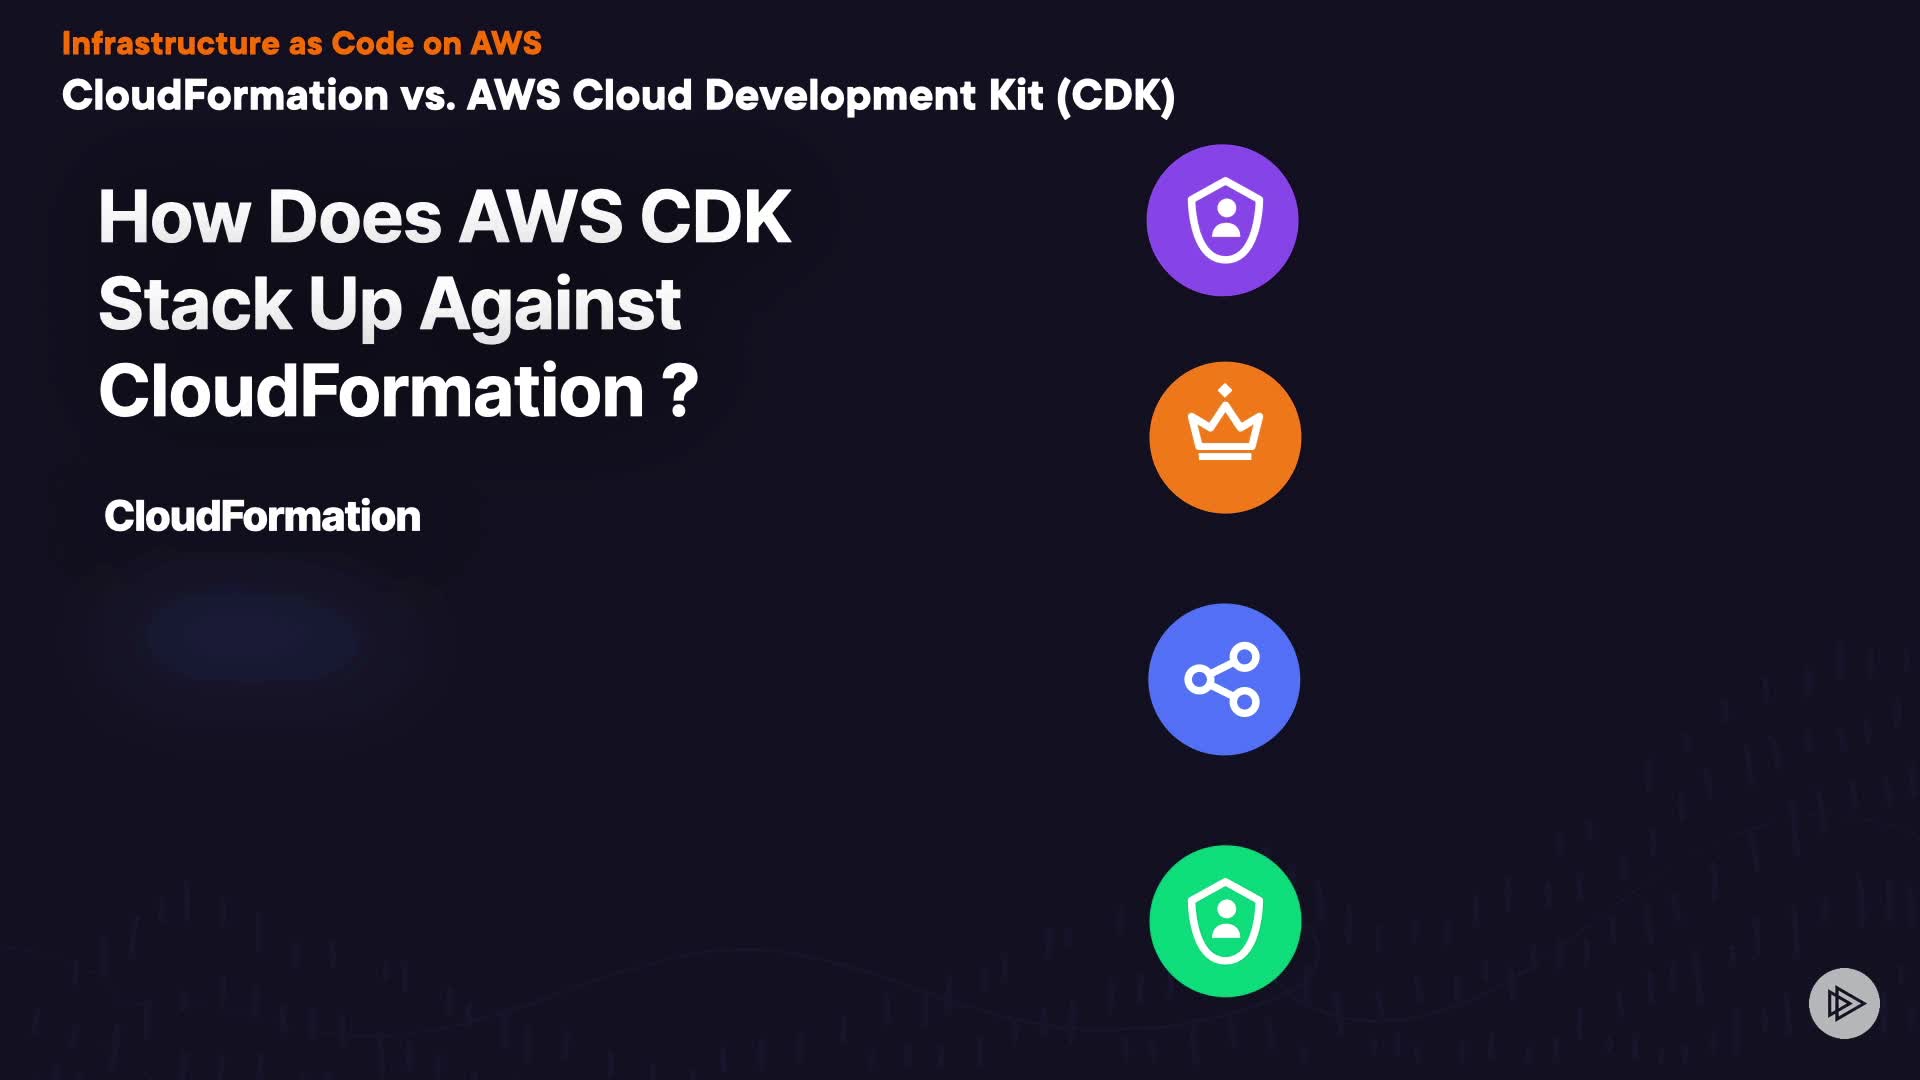 Infrastructure as Code on AWS
CloudFormation vs. AWS Cloud Development Kit (CDK)
How Does AWS CDK
Stack Up Against
CloudFormation ?
CloudFormation